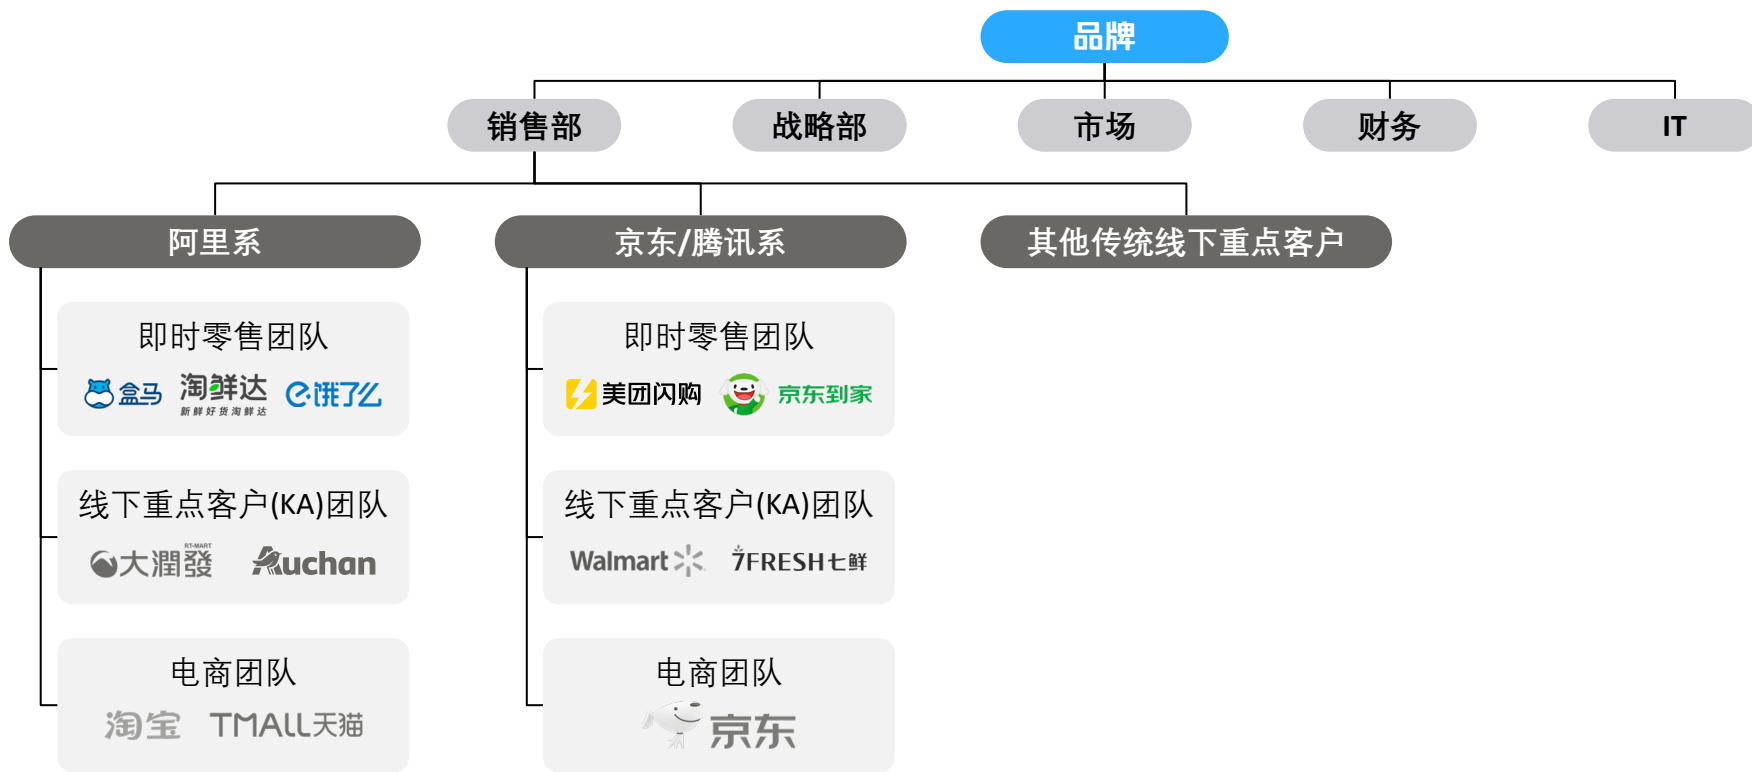 品牌
销售部
战略部
市场
财务
IT
阿里系
京东/腾讯系
其他传统线下重点客户
即时零售团队
盒马
淘鲜达
新鲜好货淘鲜达
饿了么
即时零售团队
美团闪购
京东到家
线下重点客户(KA)团队
RT-MART
大潤發
Auchan
线下重点客户(KA)团队
Walmart
7FRESH七鲜
电商团队
淘宝
TMALL天猫
电商团队
京东